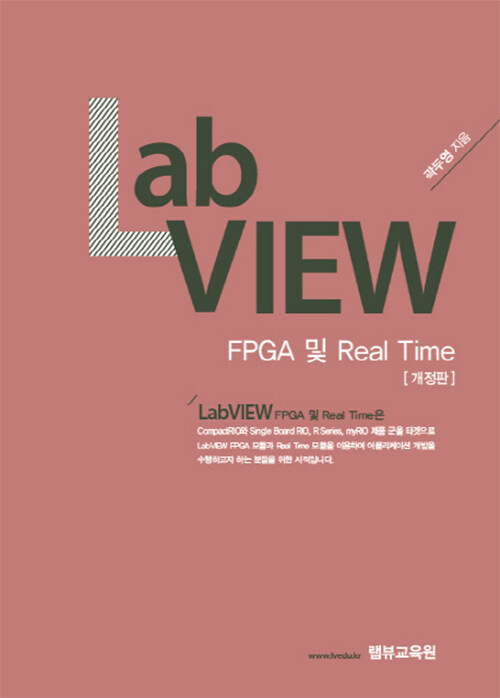 Lab
VIEW
곽두영 지음
FPGA 및 Real Time
[ 개정판 ]
LabVIEW FPGA 및 Real Time은
CompactRIO와 Single Board RIO, R Series, myRIO 제품 군을 타겟으로
LabVIEW FPGA 모듈과 Real Time 모듈을 이용하여 어플리케이션 개발을
수행하고자 하는 분들을 위한 서적입니다.
www.lvedu.kr 랩뷰교육원